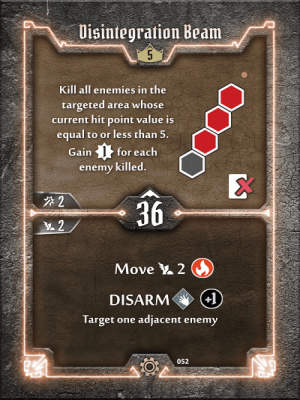 Disintegration Beam
5
Kill all enemies in the
targeted area whose
current hit point value is
equal to or less than 5.
Gain 1 for each
enemy killed.
2
36
2
Move 2
DISARM +1
Target one adjacent enemy
052